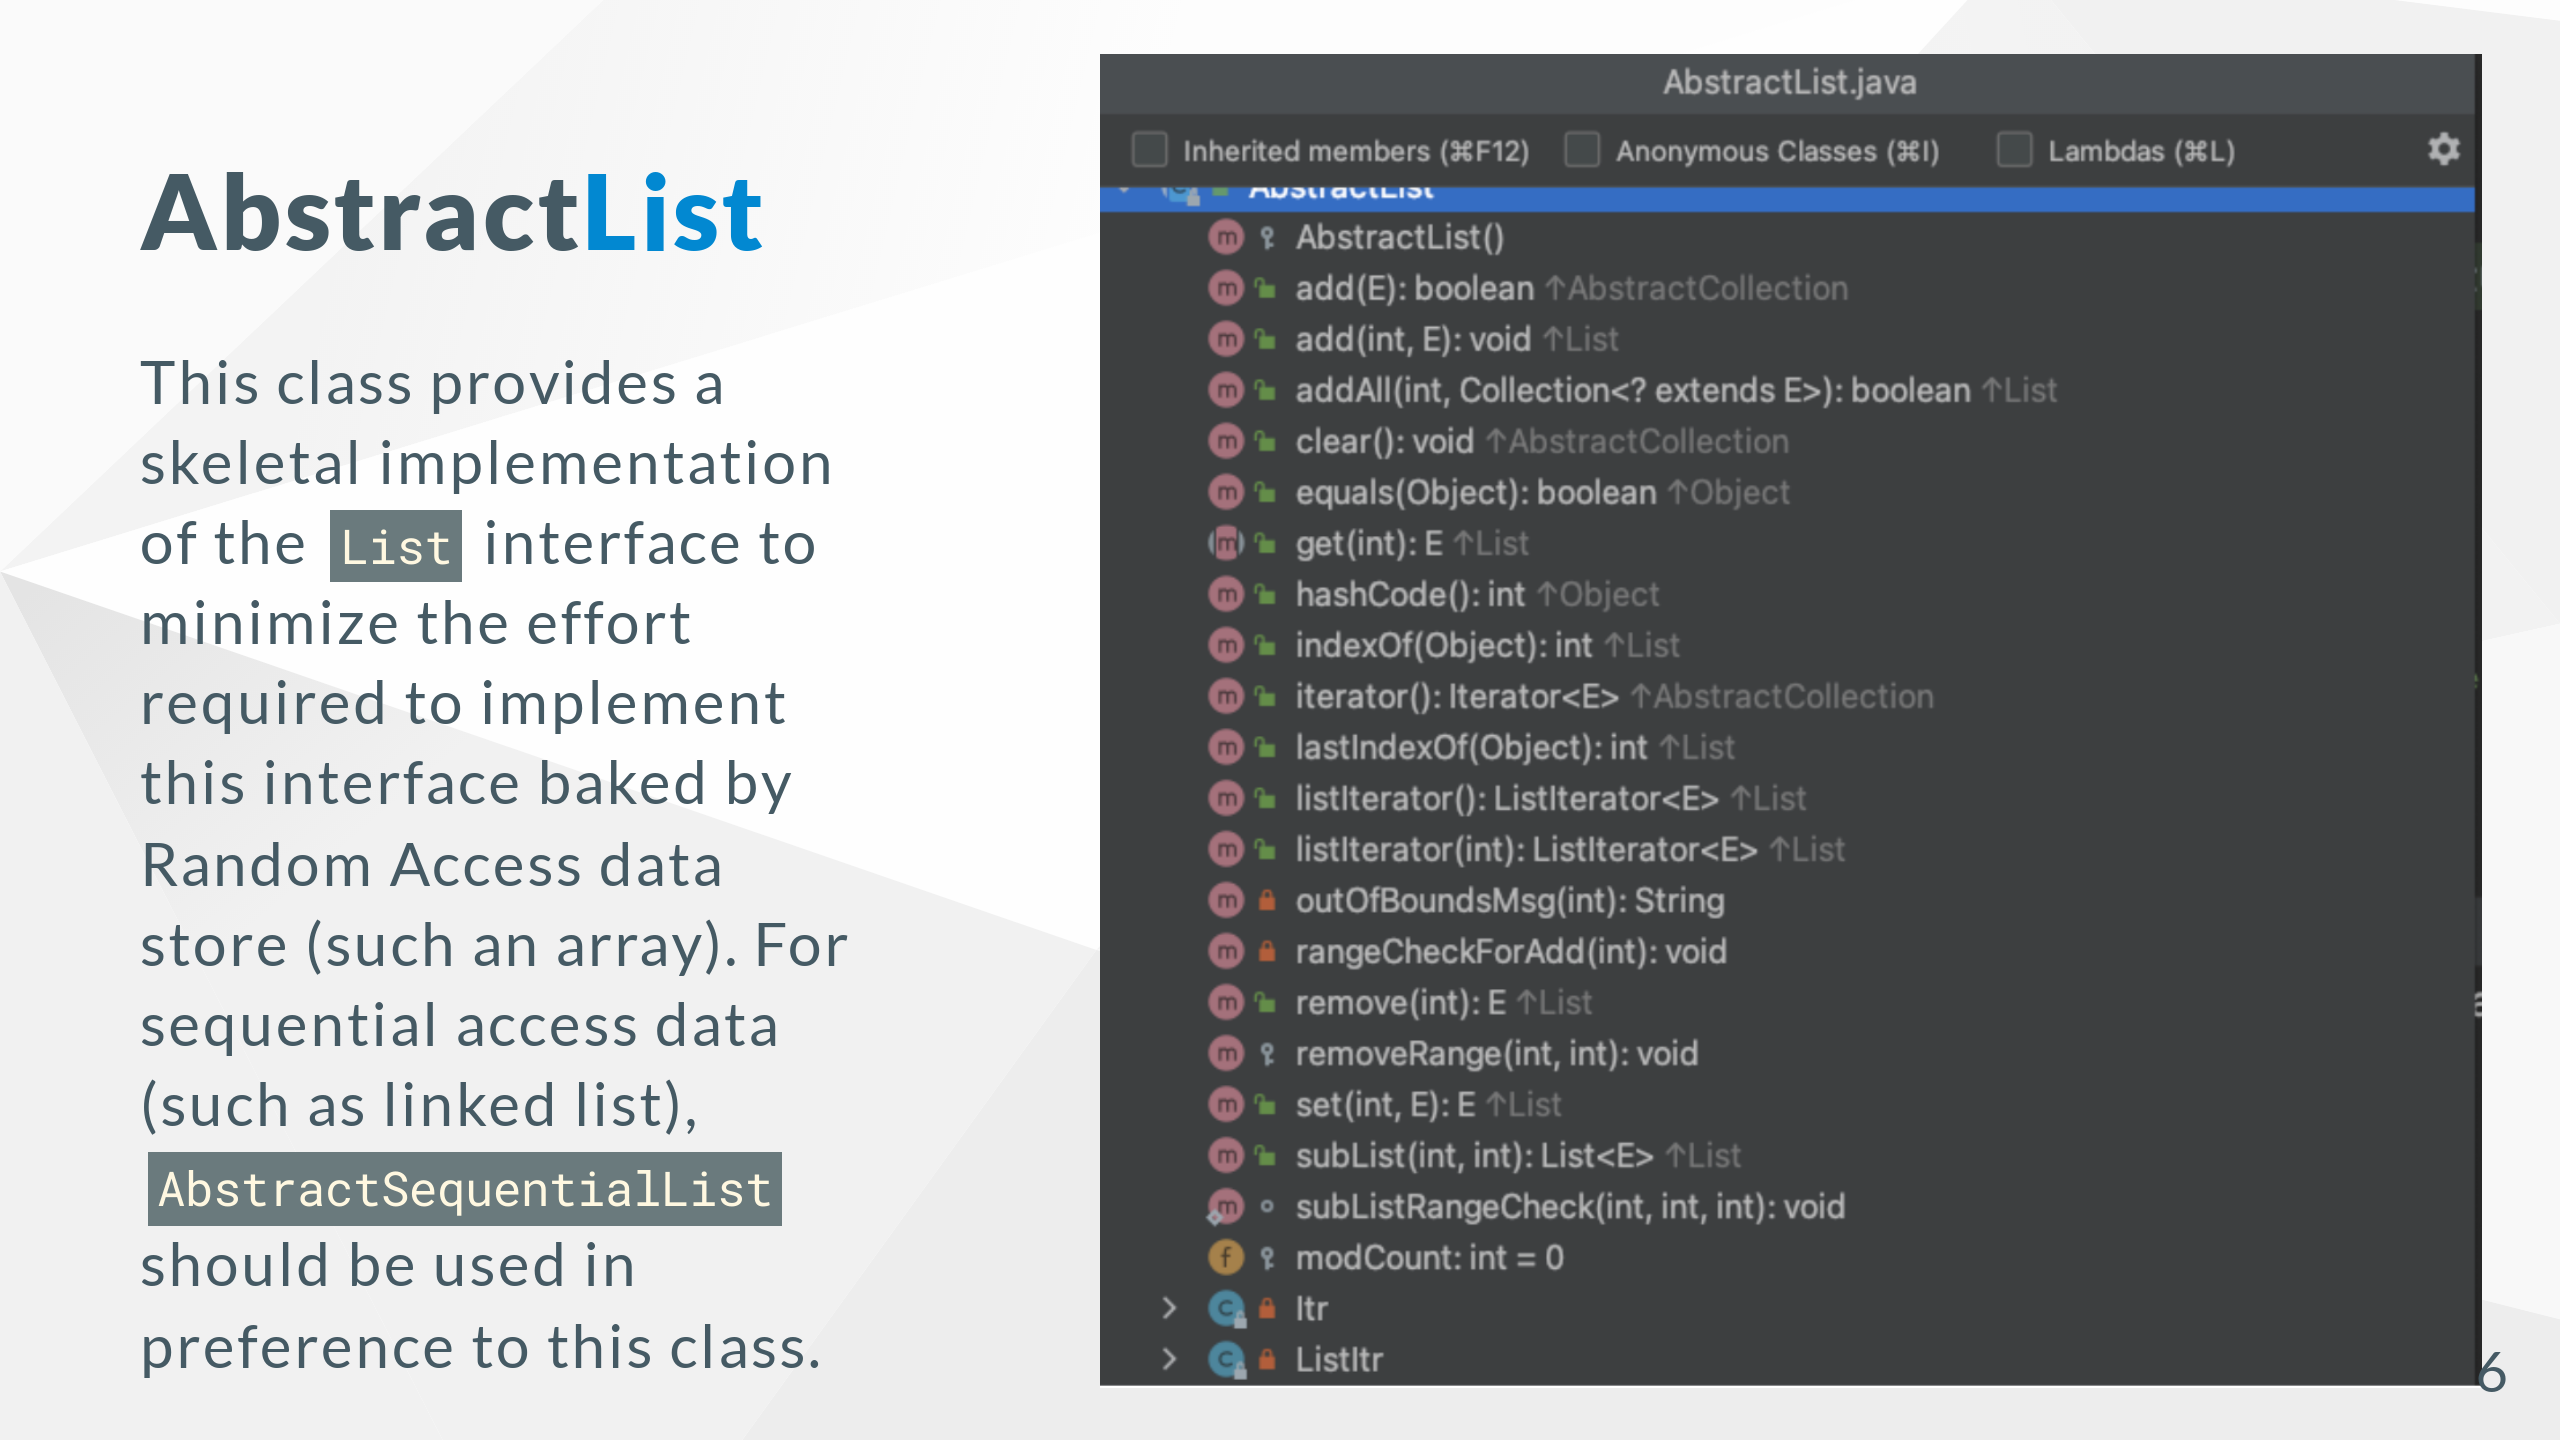 AbstractList
This class provides a
skeletal implementation
of the List interface to
minimize the effort
required to implement
this interface baked by
Random Access data
store (such an array). For
sequential access data
(such as linked list),
AbstractSequentialList
should be used in
preference to this class.
AbstractList.java
Inherited members (⌘F12) Anonymous Classes (⌘I) Lambdas (⌘L)
AbstractList
AbstractList()
add(E): boolean ↑AbstractCollection
add(int, E): void ↑List
addAll(int, Collection<? extends E>): boolean ↑List
clear(): void ↑AbstractCollection
equals(Object): boolean ↑Object
get(int): E ↑List
hashCode(): int ↑Object
indexOf(Object): int ↑List
iterator(): Iterator<E> ↑AbstractCollection
lastIndexOf(Object): int ↑List
listIterator(): ListIterator<E> ↑List
listIterator(int): ListIterator<E> ↑List
outOfBoundsMsg(int): String
rangeCheckForAdd(int): void
remove(int): E ↑List
removeRange(int, int): void
set(int, E): E ↑List
subList(int, int): List<E> ↑List
subListRangeCheck(int, int, int): void
modCount: int = 0
Itr
ListItr
6